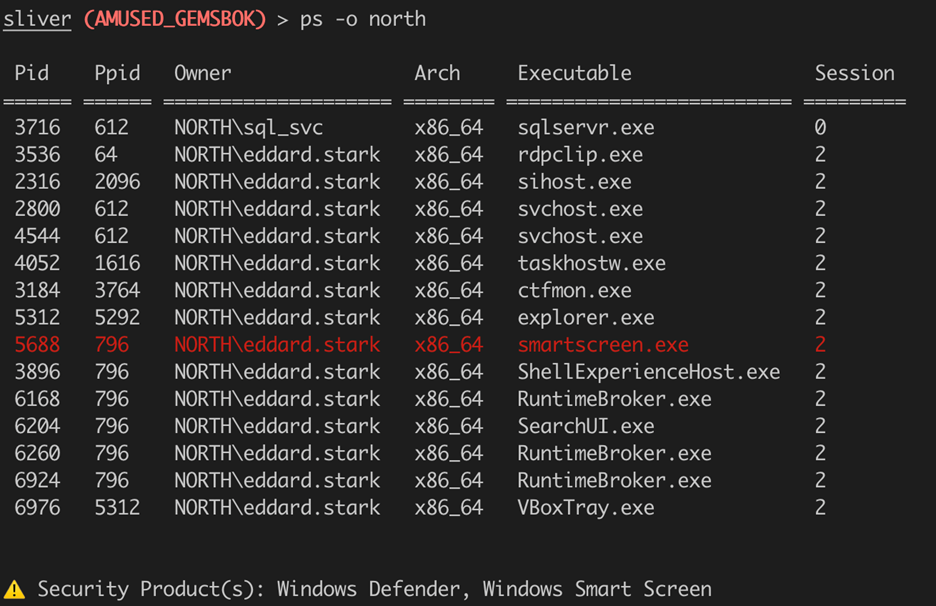 sliver (AMUSED_GEMSBOK) > ps -o north
Pid Ppid Owner Arch Executable Session
====== ====== ==================== ======== ========================= =========
3716 612 NORTH\sql_svc x86_64 sqlservr.exe 0
3536 64 NORTH\eddard.stark x86_64 rdpclip.exe 2
2316 2096 NORTH\eddard.stark x86_64 sihost.exe 2
2800 612 NORTH\eddard.stark x86_64 svchost.exe 2
4544 612 NORTH\eddard.stark x86_64 svchost.exe 2
4052 1616 NORTH\eddard.stark x86_64 taskhostw.exe 2
3184 3764 NORTH\eddard.stark x86_64 ctfmon.exe 2
5312 5292 NORTH\eddard.stark x86_64 explorer.exe 2
5688 796 NORTH\eddard.stark x86_64 smartscreen.exe 2
3896 796 NORTH\eddard.stark x86_64 ShellExperienceHost.exe 2
6168 796 NORTH\eddard.stark x86_64 RuntimeBroker.exe 2
6204 796 NORTH\eddard.stark x86_64 SearchUI.exe 2
6260 796 NORTH\eddard.stark x86_64 RuntimeBroker.exe 2
6924 796 NORTH\eddard.stark x86_64 RuntimeBroker.exe 2
6976 5312 NORTH\eddard.stark x86_64 VBoxTray.exe 2
⚠️ Security Product(s): Windows Defender, Windows Smart Screen